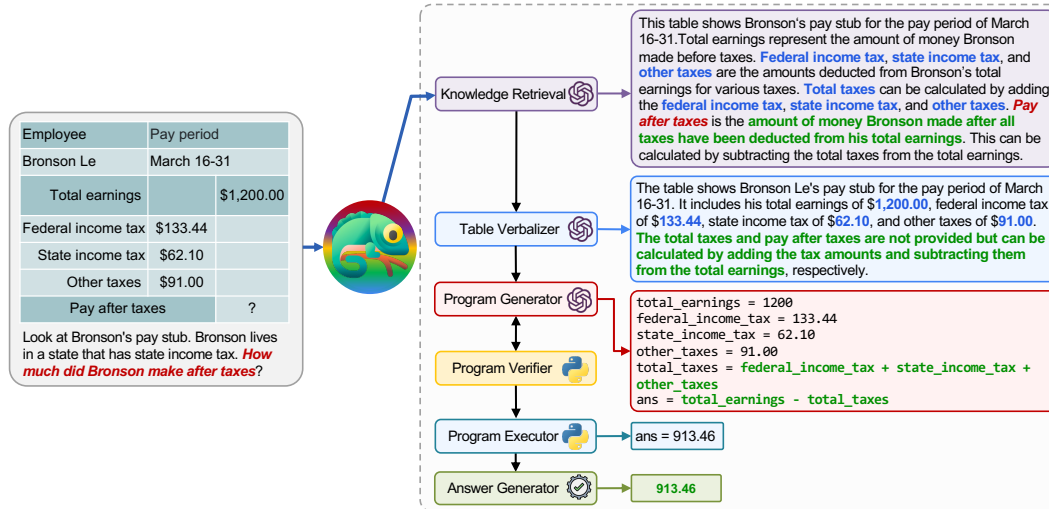 Employee Pay period
Bronson Le March 16-31
Total earnings $1,200.00
Federal income tax $133.44
State income tax $62.10
Other taxes $91.00
Pay after taxes ?
Look at Bronson's pay stub. Bronson lives
in a state that has state income tax. How
much did Bronson make after taxes?
Knowledge Retrieval
This table shows Bronson's pay stub for the pay period of March
16-31.Total earnings represent the amount of money Bronson
made before taxes. Federal income tax, state income tax, and
other taxes are the amounts deducted from Bronson's total
earnings for various taxes. Total taxes can be calculated by adding
the federal income tax, state income tax, and other taxes. Pay
after taxes is the amount of money Bronson made after all
taxes have been deducted from his total earnings. This can be
calculated by subtracting the total taxes from the total earnings.
Table Verbalizer
The table shows Bronson Le's pay stub for the pay period of March
16-31. It includes his total earnings of $1,200.00, federal income tax
of $133.44, state income tax of $62.10, and other taxes of $91.00.
The total taxes and pay after taxes are not provided but can be
calculated by adding the tax amounts and subtracting them
from the total earnings, respectively.
Program Generator
total_earnings = 1200
federal_income_tax = 133.44
state_income_tax = 62.10
other_taxes = 91.00
total_taxes = federal_income_tax + state_income_tax +
other_taxes
ans = total_earnings - total_taxes
Program Verifier
Program Executor
ans = 913.46
Answer Generator
913.46